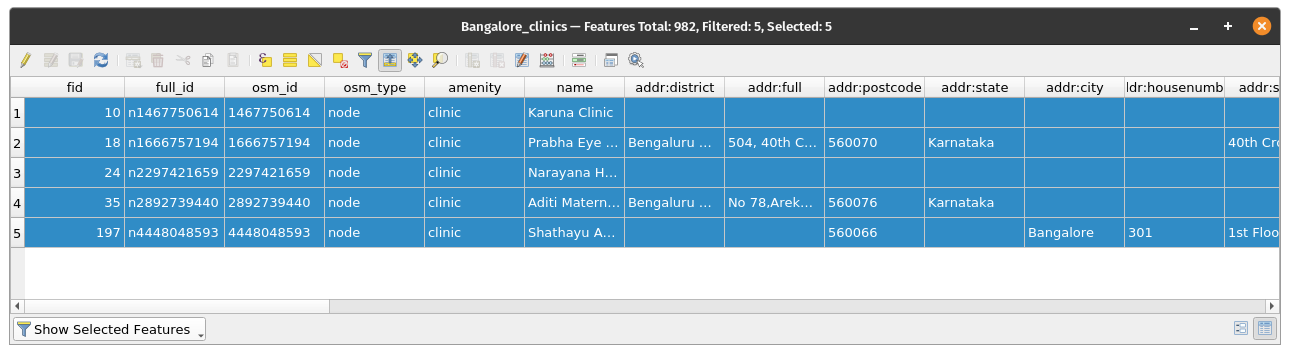 Bangalore_clinics — Features Total: 982, Filtered: 5, Selected: 5
fid full_id osm_id osm_type amenity name addr:district addr:full addr:postcode addr:state addr:city ldr:housenumb addr:s
1 10 n1467750614 1467750614 node clinic Karuna Clinic
2 18 n1666757194 1666757194 node clinic Prabha Eye ... Bengaluru ... 504, 40th C... 560070 Karnataka 40th Cro
3 24 n2297421659 2297421659 node clinic Narayana H...
4 35 n2892739440 2892739440 node clinic Aditi Matern... Bengaluru ... No 78,Arek... 560076 Karnataka
5 197 n4448048593 4448048593 node clinic Shathayu A... 560066 Bangalore 301 1st Floo
Show Selected Features